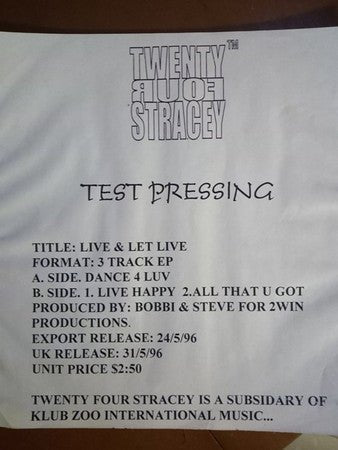 TWENTY™
FOUR
STRACEY
TEST PRESSING
TITLE: LIVE & LET LIVE
FORMAT: 3 TRACK EP
A. SIDE. DANCE 4 LUV
B. SIDE. 1. LIVE HAPPY 2.ALL THAT U GOT
PRODUCED BY: BOBBI & STEVE FOR 2WIN
PRODUCTIONS.
EXPORT RELEASE: 24/5/96
UK RELEASE: 31/5/96
UNIT PRICE $2:50
TWENTY FOUR STRACEY IS A SUBSIDARY OF
KLUB ZOO INTERNATIONAL MUSIC...